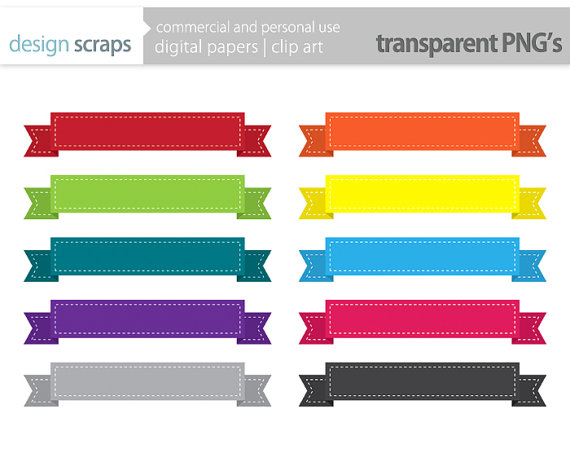 design scraps
commercial and personal use
digital papers | clip art
transparent PNG's